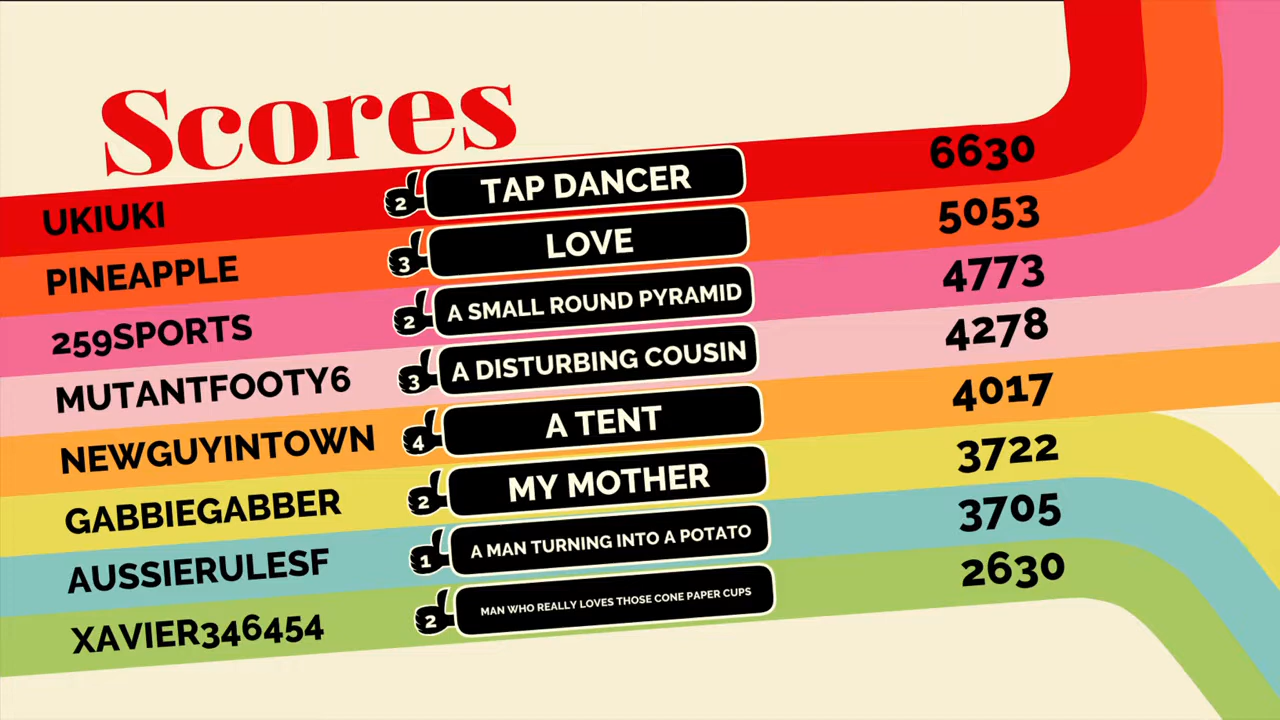 Scores
UKIUKI 2 TAP DANCER 6630
PINEAPPLE 3 LOVE 5053
259SPORTS 2 A SMALL ROUND PYRAMID 4773
MUTANTFOOTY6 3 A DISTURBING COUSIN 4278
NEWGUYINTOWN 4 A TENT 4017
GABBIEGABBER 2 MY MOTHER 3722
AUSSIERULESF 1 A MAN TURNING INTO A POTATO 3705
XAVIER346454 2 MAN WHO REALLY LOVES THOSE CONE PAPER CUPS 2630